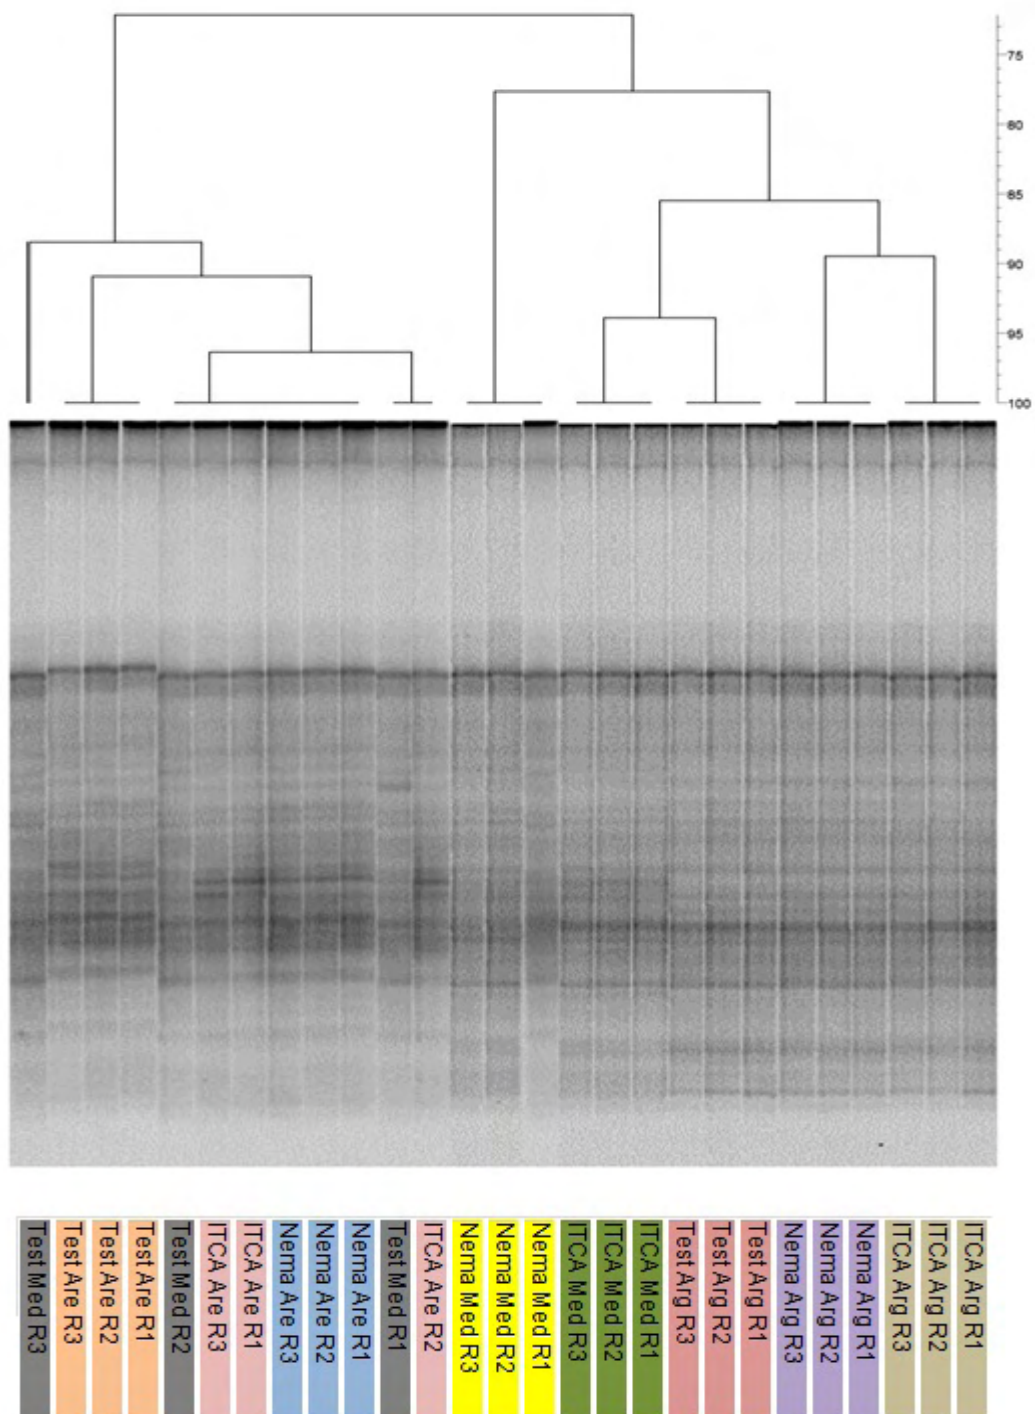 75
80
85
90
95
100
Test Med R3
Test Are R3
Test Are R2
Test Are R1
Test Med R2
ITCA Are R3
ITCA Are R1
Nema Are R3
Nema Are R2
Nema Are R1
Test Med R1
ITCA Are R2
Nema Med R3
Nema Med R2
Nema Med R1
ITCA Med R3
ITCA Med R2
ITCA Med R1
Test Arg R3
Test Arg R2
Test Arg R1
Nema Arg R3
Nema Arg R2
Nema Arg R1
ITCA Arg R3
ITCA Arg R2
ITCA Arg R1